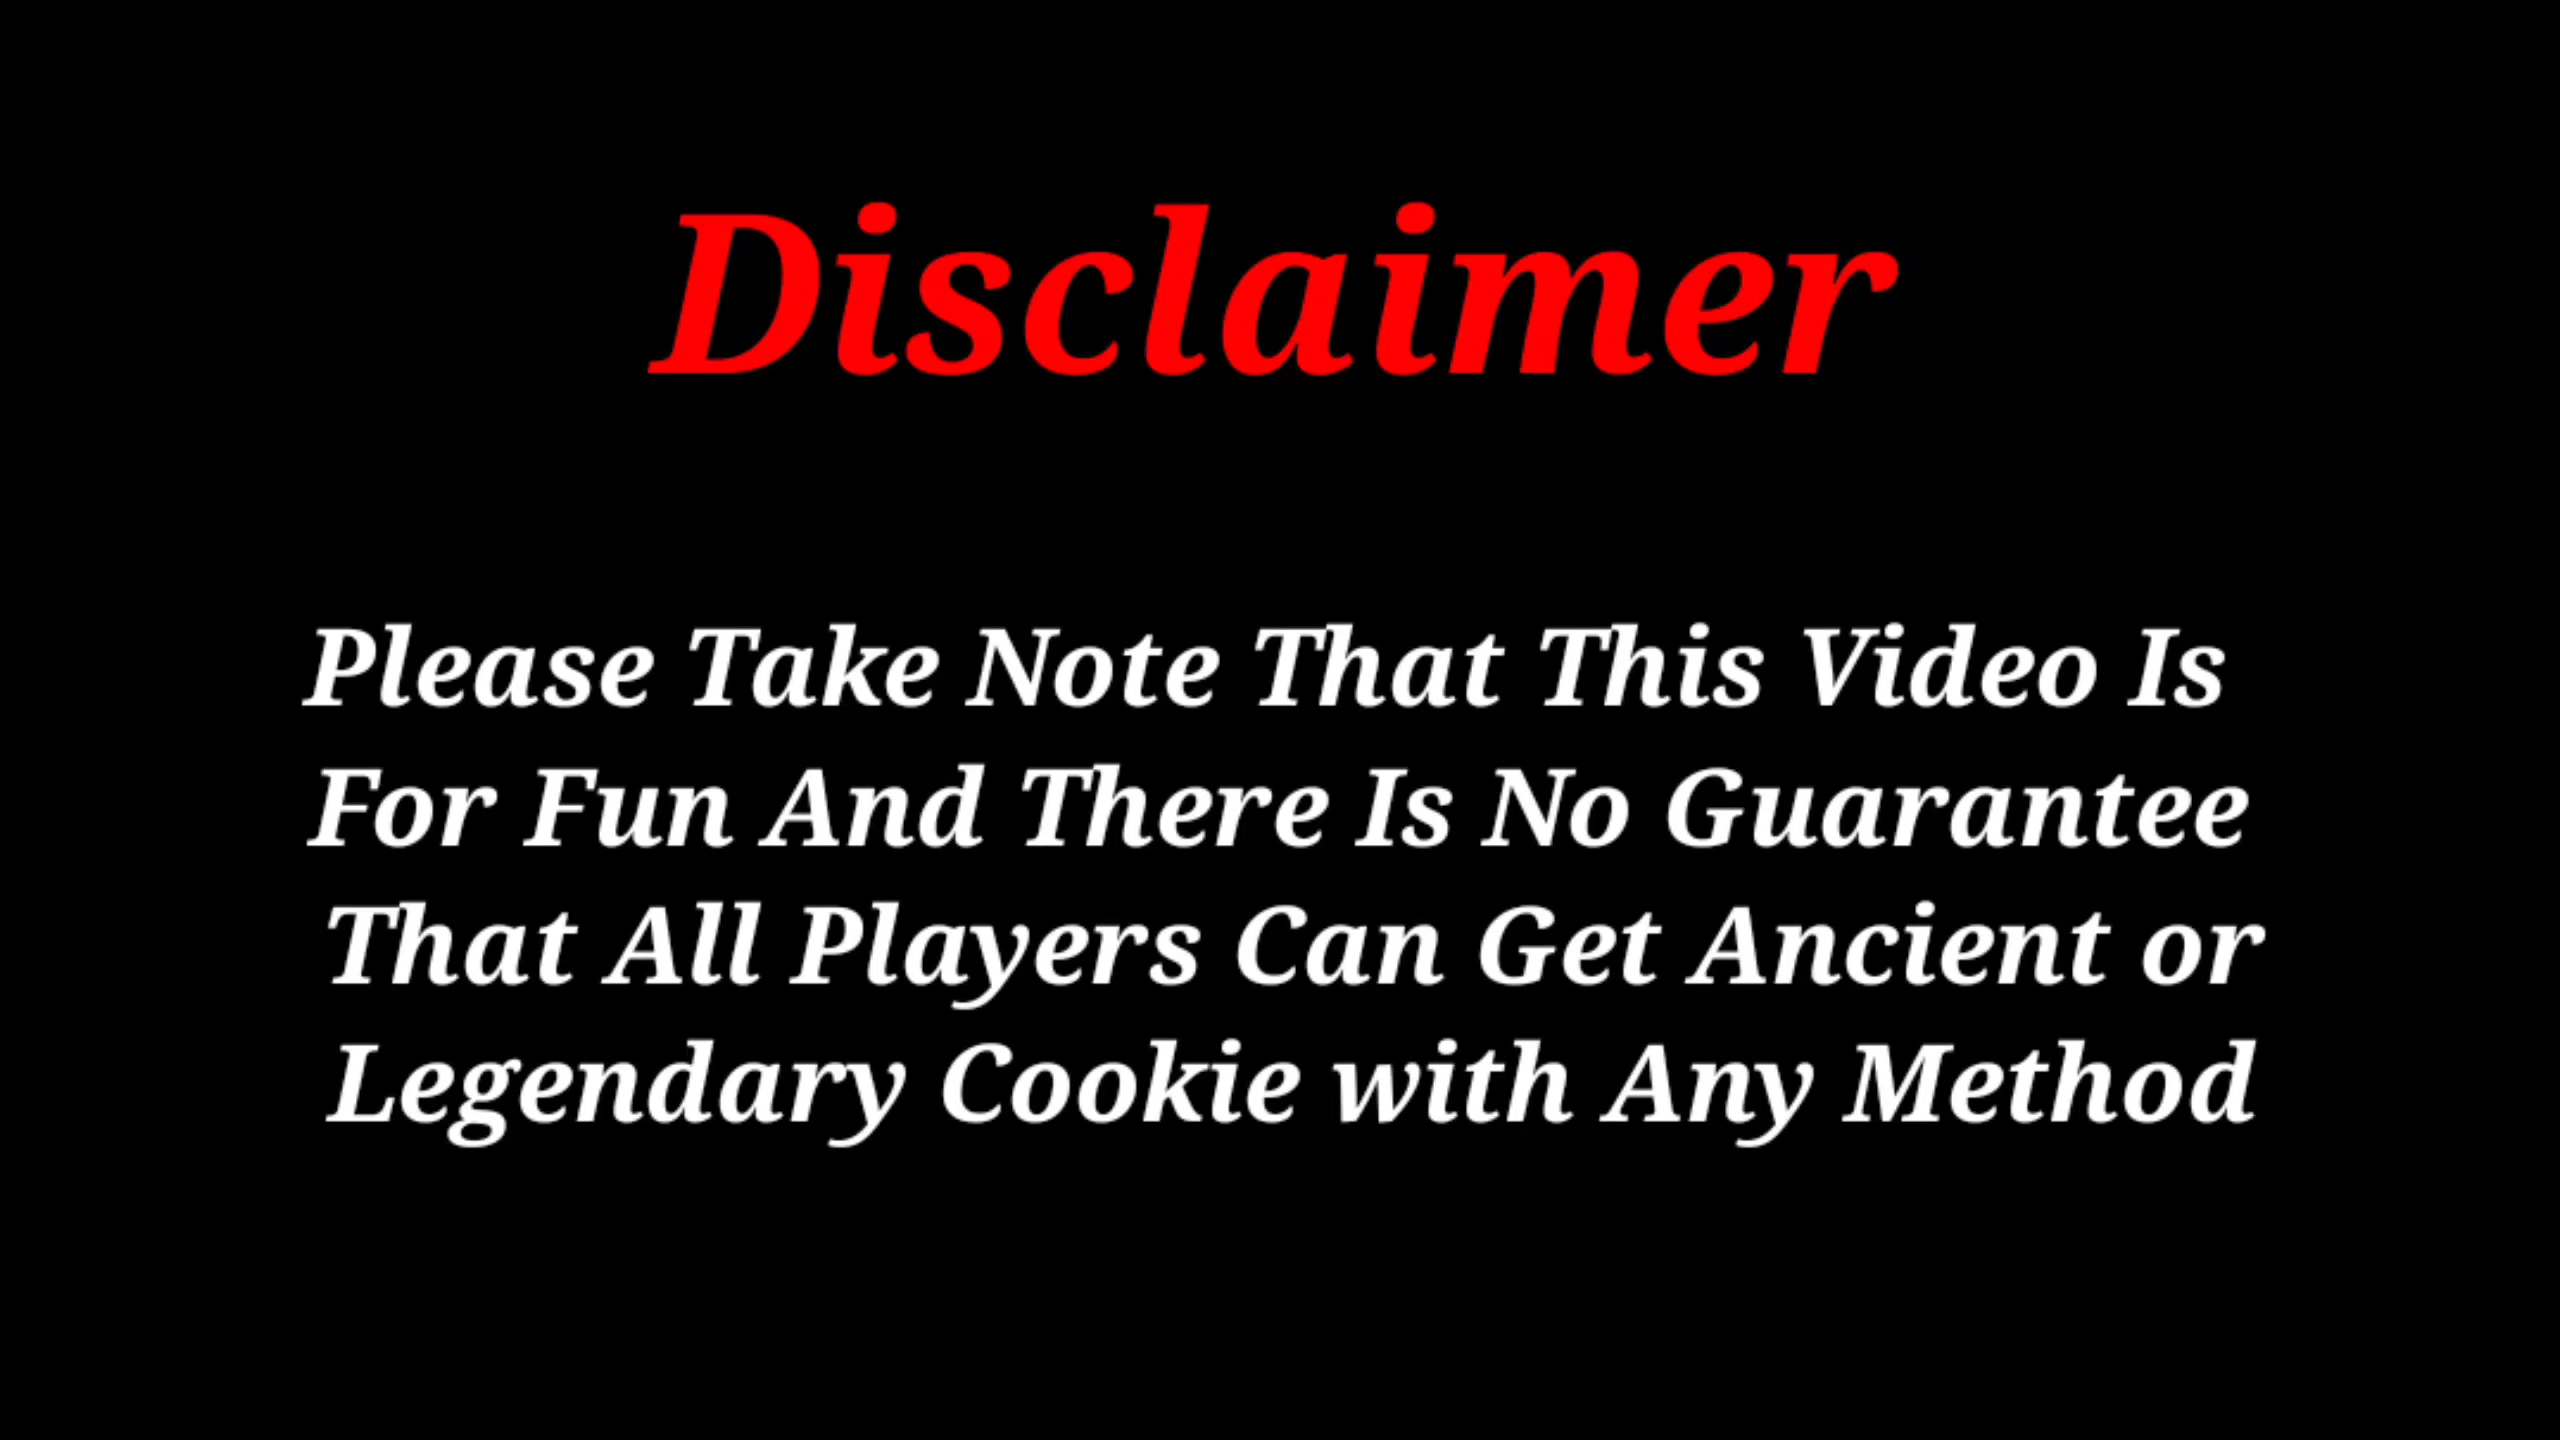 Disclaimer
Please Take Note That This Video Is
For Fun And There Is No Guarantee
That All Players Can Get Ancient or
Legendary Cookie with Any Method